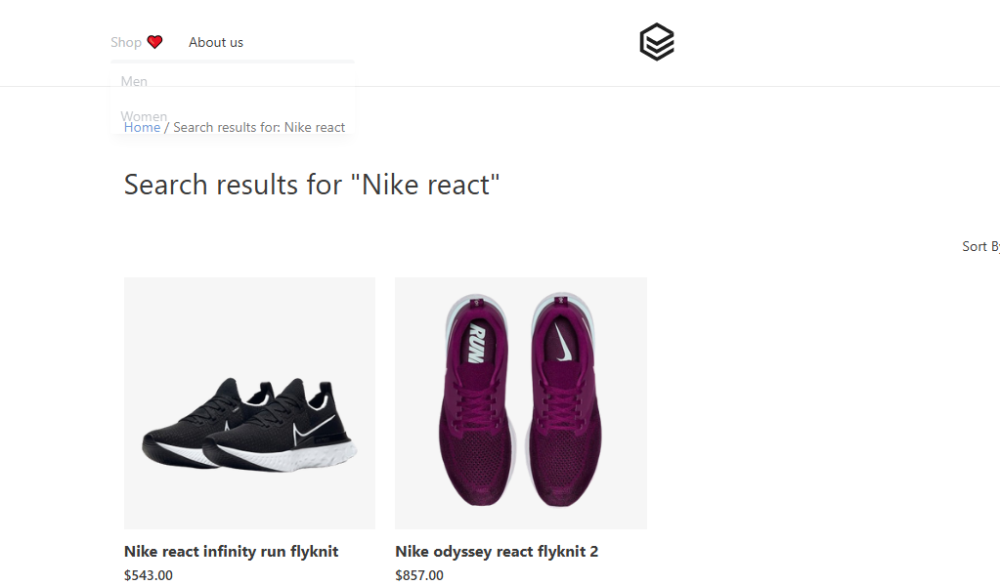 Shop ❤ About us
Men
Women
Home / Search results for: Nike react
Search results for "Nike react"
Sort By
RUN
Nike react infinity run flyknit
$543.00
Nike odyssey react flyknit 2
$857.00